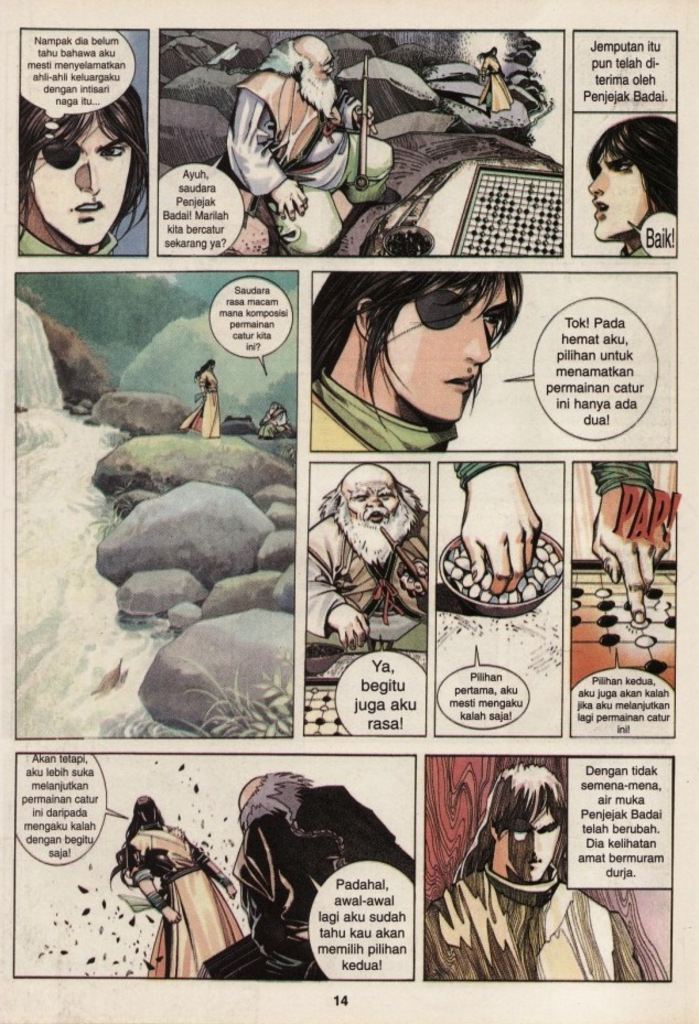 Nampak dia belum
tahu bahawa aku
mesti menyelamatkan
ahli-ahli keluargaku
dengan intisari
naga itu...
Ayuh,
saudara
Penjejak
Badai! Marilah
kita bercatur
sekarang ya?
Jemputan itu
pun telah di-
terima oleh
Penjejak Badai.
Baik!
Saudara
rasa macam
mana komposisi
permainan
catur kita
ini?
Tok! Pada
hemat aku,
pilihan untuk
menamatkan
permainan catur
ini hanya ada
dua!
Ya,
begitu
juga aku
rasa!
Pilihan
pertama, aku
mesti mengaku
kalah saja!
PAP!
Pilihan kedua,
aku juga akan kalah
jika aku melanjutkan
lagi permainan catur
ini!
Akan tetapi,
aku lebih suka
melanjutkan
permainan catur
ini daripada
mengaku kalah
dengan begitu
saja!
Padahal,
awal-awal
lagi aku sudah
tahu kau akan
memilih pilihan
kedua!
Dengan tidak
semena-mena,
air muka
Penjejak Badai
telah berubah.
Dia kelihatan
amat bermuram
durja.
14